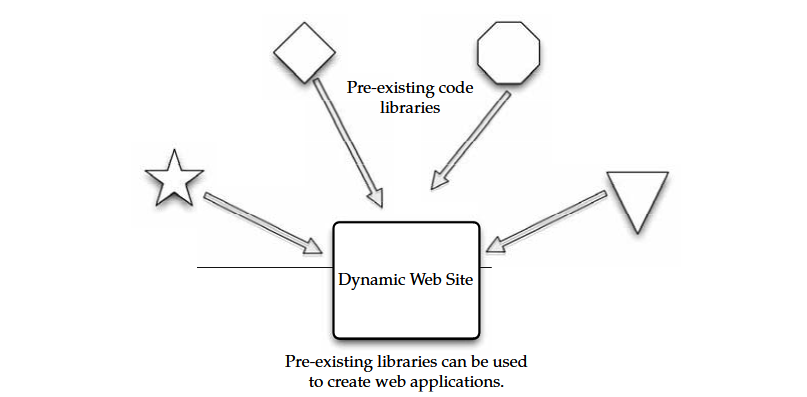 Pre-existing code
libraries
Dynamic Web Site
Pre-existing libraries can be used
to create web applications.